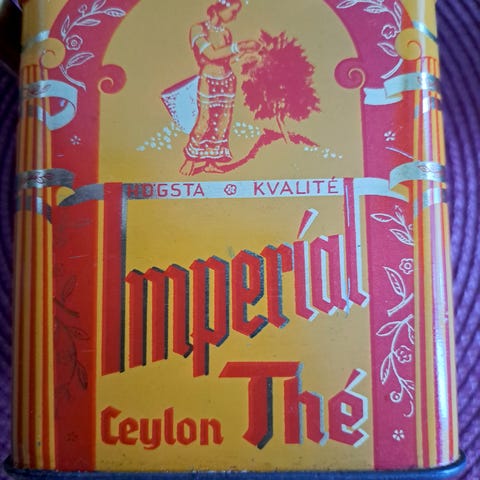 HÖGSTA KVALITÉ
Imperial
Ceylon Thé